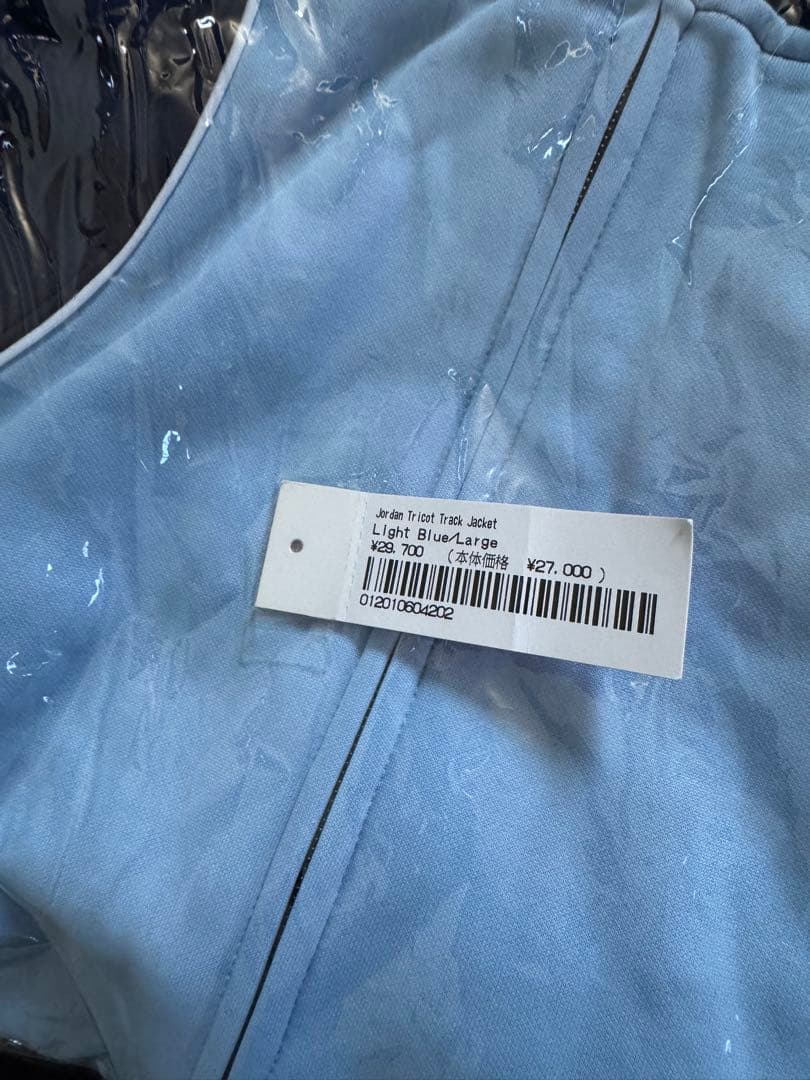 Jordan Tricot Track Jacket
Light Blue/Large
¥29,700 (本体価格 ¥27,000)
012010604202